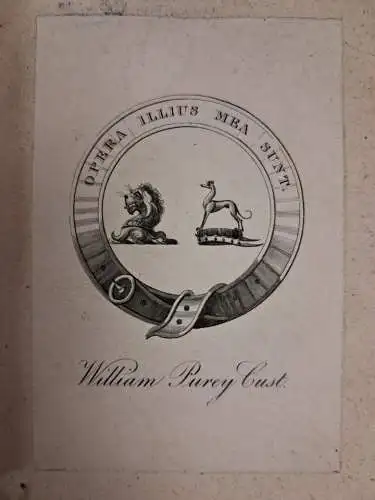 OPERA ILLIUS MEA SUNT.
William Purey Cust.